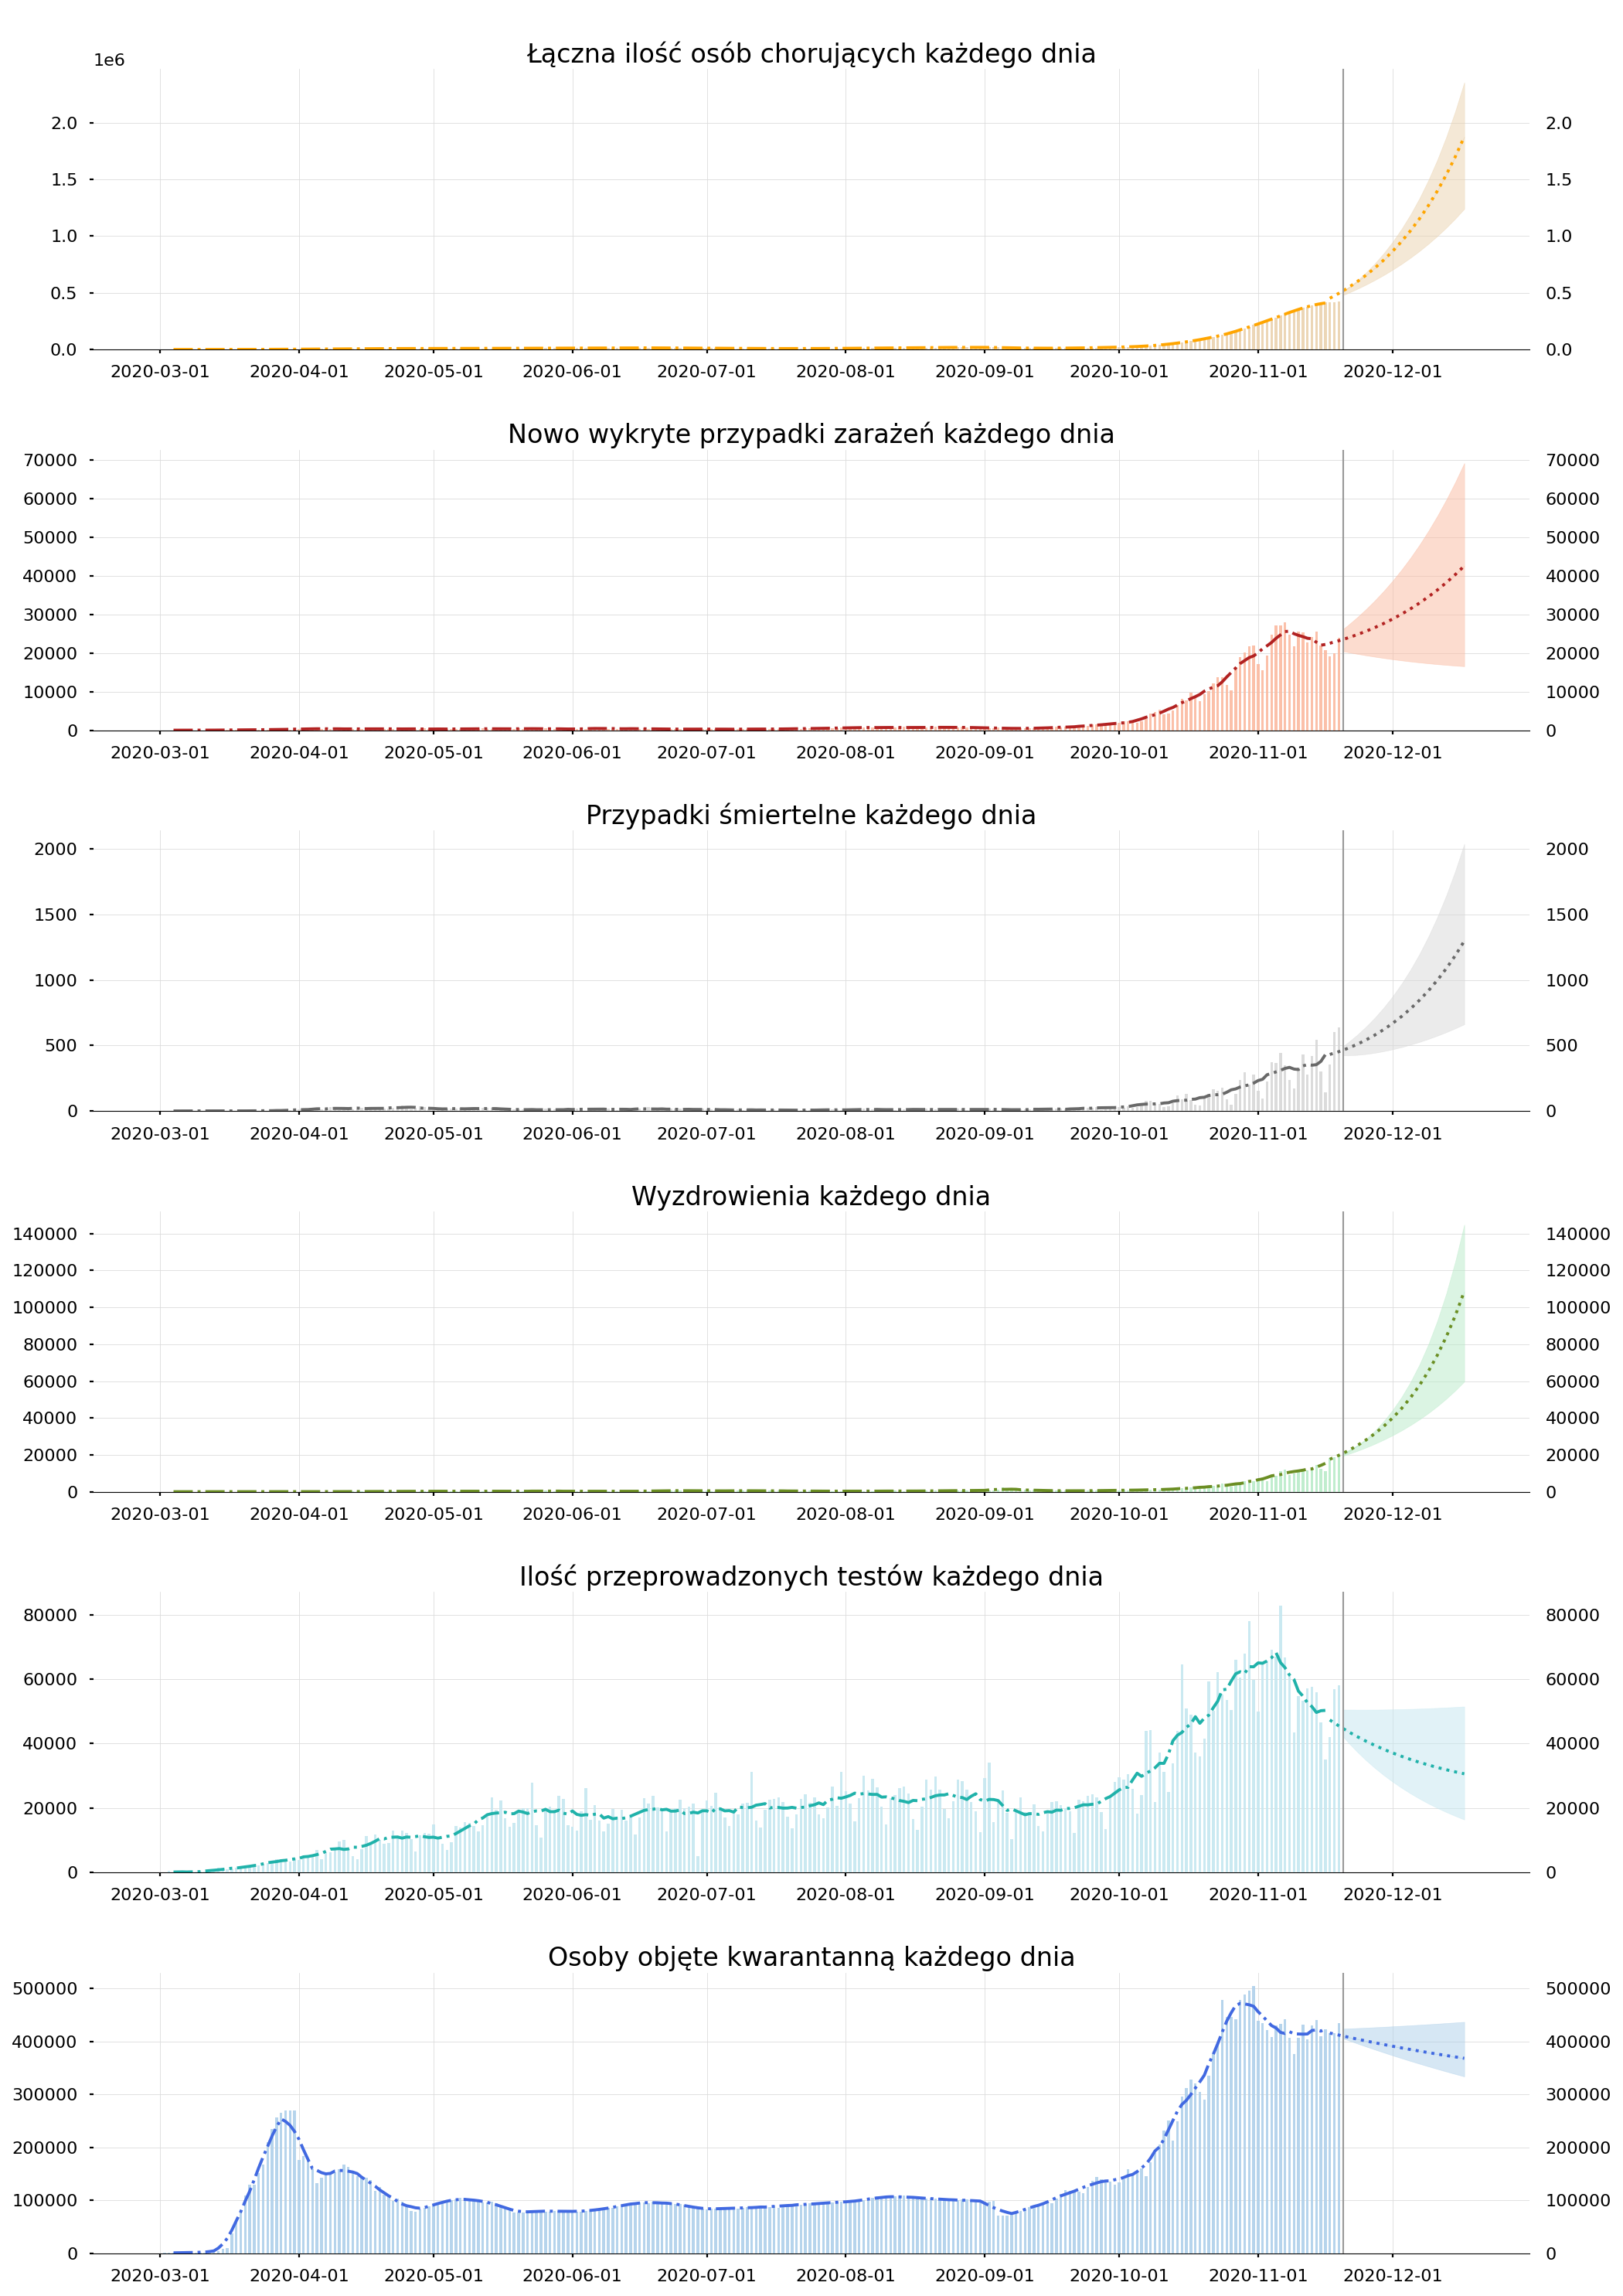 Łączna ilość osób chorujących każdego dnia
1e6
2.0 2.0
1.5 1.5
1.0 1.0
0.5 0.5
0.0 0.0
2020-03-01 2020-04-01 2020-05-01 2020-06-01 2020-07-01 2020-08-01 2020-09-01 2020-10-01 2020-11-01 2020-12-01
Nowo wykryte przypadki zarażeń każdego dnia
70000 70000
60000 60000
50000 50000
40000 40000
30000 30000
20000 20000
10000 10000
0 0
2020-03-01 2020-04-01 2020-05-01 2020-06-01 2020-07-01 2020-08-01 2020-09-01 2020-10-01 2020-11-01 2020-12-01
Przypadki śmiertelne każdego dnia
2000 2000
1500 1500
1000 1000
500 500
0 0
2020-03-01 2020-04-01 2020-05-01 2020-06-01 2020-07-01 2020-08-01 2020-09-01 2020-10-01 2020-11-01 2020-12-01
Wyzdrowienia każdego dnia
140000 140000
120000 120000
100000 100000
80000 80000
60000 60000
40000 40000
20000 20000
0 0
2020-03-01 2020-04-01 2020-05-01 2020-06-01 2020-07-01 2020-08-01 2020-09-01 2020-10-01 2020-11-01 2020-12-01
Ilość przeprowadzonych testów każdego dnia
80000 80000
60000 60000
40000 40000
20000 20000
0 0
2020-03-01 2020-04-01 2020-05-01 2020-06-01 2020-07-01 2020-08-01 2020-09-01 2020-10-01 2020-11-01 2020-12-01
Osoby objęte kwarantanną każdego dnia
500000 500000
400000 400000
300000 300000
200000 200000
100000 100000
0 0
2020-03-01 2020-04-01 2020-05-01 2020-06-01 2020-07-01 2020-08-01 2020-09-01 2020-10-01 2020-11-01 2020-12-01